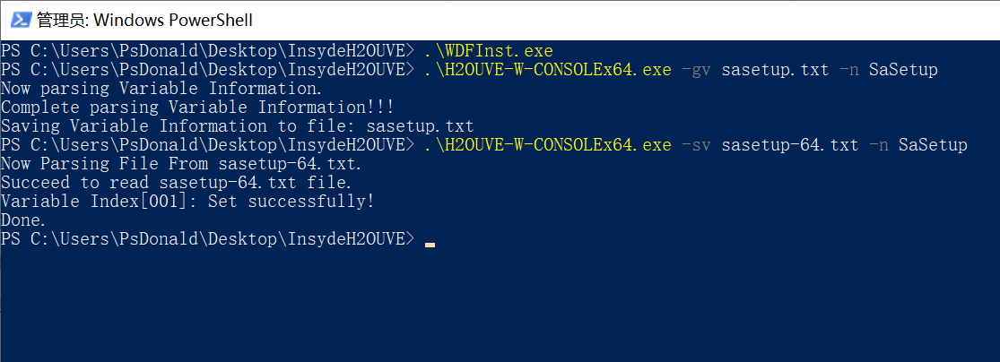 管理员: Windows PowerShell
PS C:\Users\PsDonald\Desktop\InsydeH2OUVE> .\WDFInst.exe
PS C:\Users\PsDonald\Desktop\InsydeH2OUVE> .\H2OUVE-W-CONSOLEx64.exe -gv sasetup.txt -n SaSetup
Now parsing Variable Information.
Complete parsing Variable Information!!!
Saving Variable Information to file: sasetup.txt
PS C:\Users\PsDonald\Desktop\InsydeH2OUVE> .\H2OUVE-W-CONSOLEx64.exe -sv sasetup-64.txt -n SaSetup
Now Parsing File From sasetup-64.txt.
Succeed to read sasetup-64.txt file.
Variable Index[001]: Set successfully!
Done.
PS C:\Users\PsDonald\Desktop\InsydeH2OUVE>